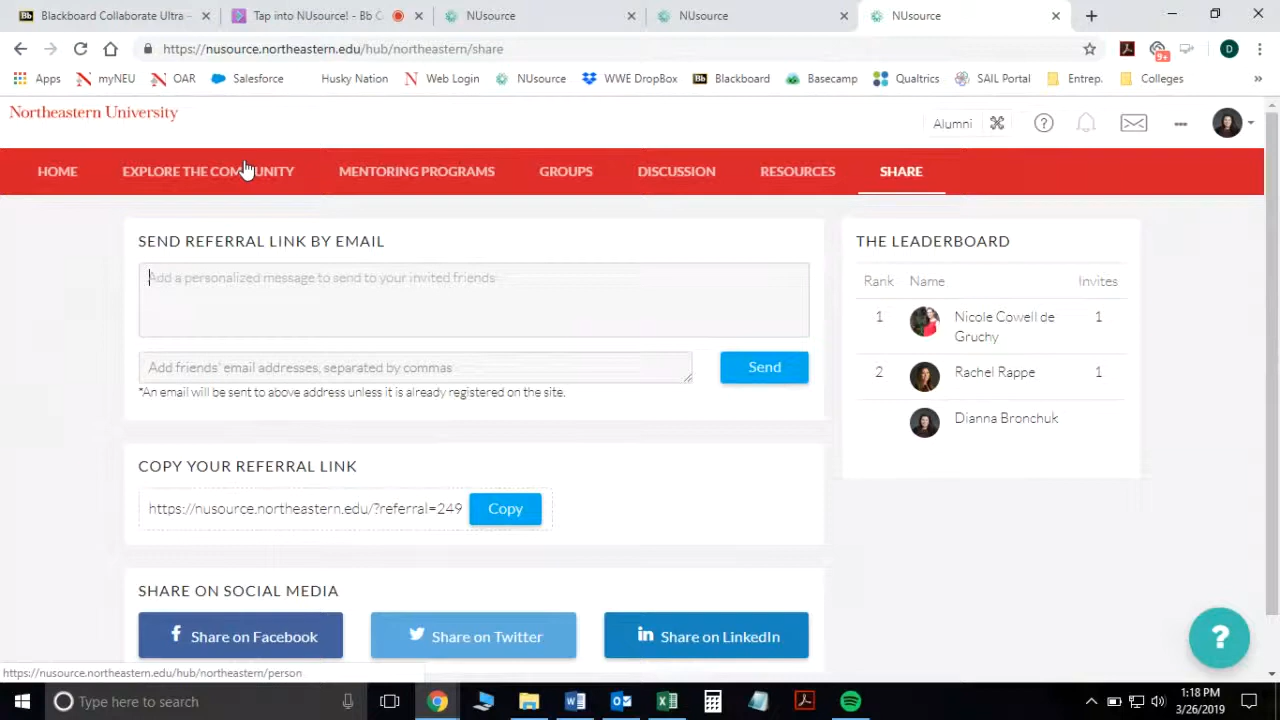 Blackboard Collaborate Ultra –
Tap into NUsource! - Bb C
NUsource
NUsource
NUsource
https://nusource.northeastern.edu/hub/northeastern/share
9+
D
Apps
myNEU
OAR
Salesforce
Husky Nation
Web Login
NUsource
WWE DropBox
Bb Blackboard
Basecamp
Qualtrics
SAIL Portal
Entrep.
Colleges
»
Northeastern University
Alumni
HOME
EXPLORE THE COMMUNITY
MENTORING PROGRAMS
GROUPS
DISCUSSION
RESOURCES
SHARE
SEND REFERRAL LINK BY EMAIL
Add a personalized message to send to your invited friends
Add friends' email addresses, separated by commas
Send
*An email will be sent to above address unless it is already registered on the site.
COPY YOUR REFERRAL LINK
https://nusource.northeastern.edu/?referral=249
Copy
SHARE ON SOCIAL MEDIA
Share on Facebook
Share on Twitter
Share on LinkedIn
THE LEADERBOARD
Rank Name Invites
1 Nicole Cowell de 1
Gruchy
2 Rachel Rappe 1
Dianna Bronchuk
?
https://nusource.northeastern.edu/hub/northeastern/person
Type here to search
1:18 PM
3/26/2019